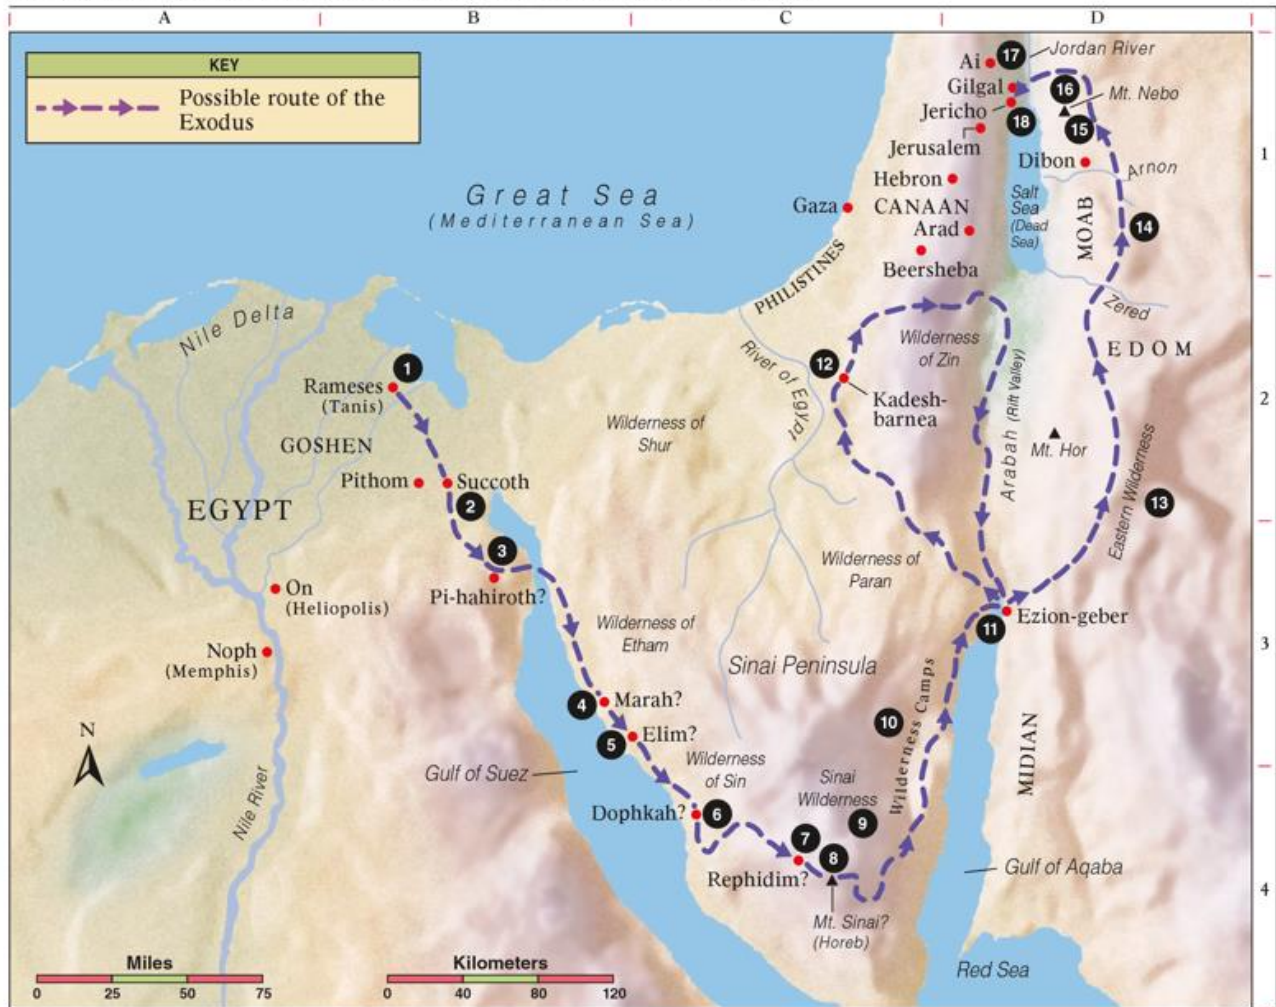 A
B
C
D
KEY
Possible route of the
Exodus
17
Jordan River
Ai
Gilgal
16
Mt. Nebo
Jericho
18
15
Jerusalem
Dibon
1
Arnon
Great Sea
(Mediterranean Sea)
Hebron
Salt
Sea
(Dead
Sea)
Gaza
CANAAN
MOAB
14
Arad
Beersheba
PHILISTINES
Nile Delta
Zered
River of Egypt
Wilderness
of Zin
EDOM
1
12
Rameses
(Tanis)
Kadesh-
barnea
2
Arabah (Rift Valley)
Wilderness of
Shur
Mt. Hor
GOSHEN
Eastern Wilderness
Pithom
Succoth
EGYPT
2
13
3
Wilderness of
Paran
On
(Heliopolis)
Pi-hahiroth?
Ezion-geber
11
Wilderness of
Etham
Noph
(Memphis)
3
Sinai Peninsula
Wilderness Camps
4
Marah?
10
N
5
Elim?
MIDIAN
Gulf of Suez
Wilderness
of Sin
Sinai
Wilderness
Nile River
Dophkah?
6
9
7
8
Gulf of Aqaba
Rephidim?
4
Mt. Sinai?
(Horeb)
Miles
0 25 50 75
Kilometers
0 40 80 120
Red Sea